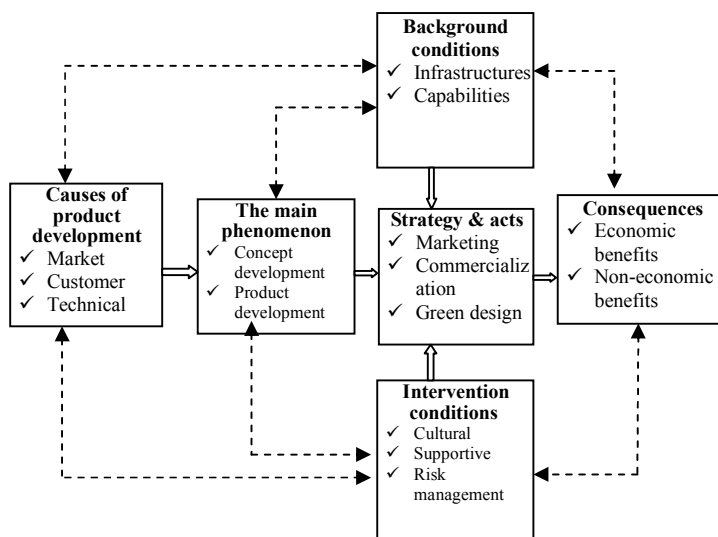 Background
conditions
✓ Infrastructures
✓ Capabilities
Causes of
product
development
✓ Market
✓ Customer
✓ Technical
The main
phenomenon
✓ Concept
development
✓ Product
development
Strategy & acts
✓ Marketing
✓ Commercializ
ation
✓ Green design
Consequences
✓ Economic
benefits
✓ Non-economic
benefits
Intervention
conditions
✓ Cultural
✓ Supportive
✓ Risk
management